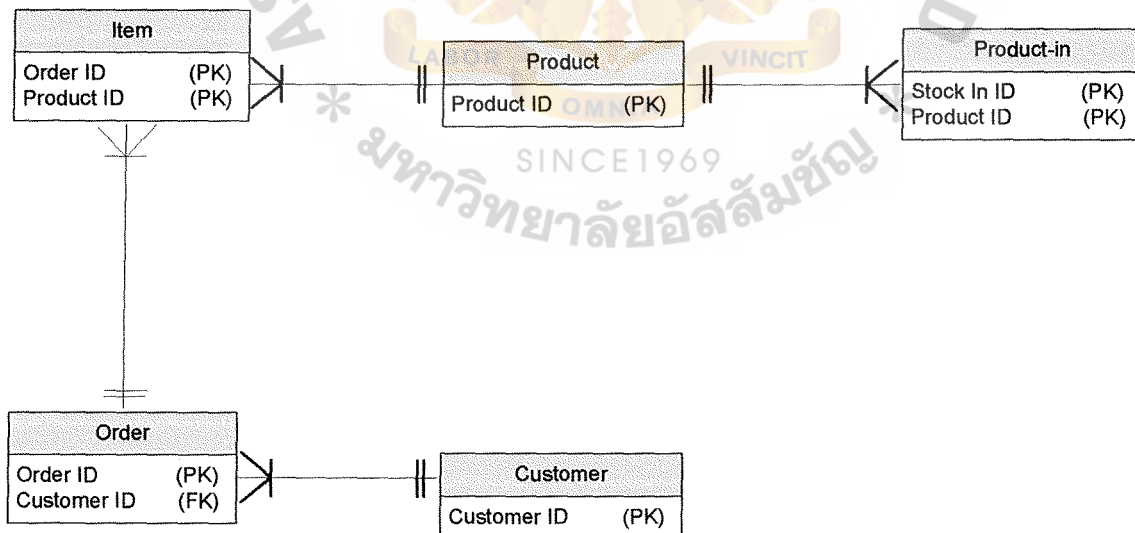 Item
Order ID (PK)
Product ID (PK)
Product
Product ID (PK)
Product-in
Stock In ID (PK)
Product ID (PK)
LABOR
VINCIT
OMNIA
SINCE1969
มหาวิทยาลัยอัสสัมชัญ
Order
Order ID (PK)
Customer ID (FK)
Customer
Customer ID (PK)